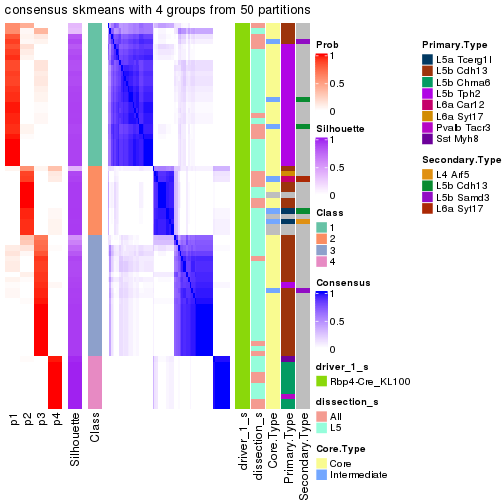 consensus skmeans with 4 groups from 50 partitions
Prob
1
0.5
0
Silhouette
1
0.5
0
Class
1
2
3
4
Consensus
1
0.5
0
driver_1_s
Rbp4-Cre_KL100
dissection_s
All
L5
Core.Type
Core
Intermediate
Primary.Type
L5a Tcerg1l
L5b Cdh13
L5b Chrna6
L5b Tph2
L6a Car12
L6a Syt17
Pvalb Tacr3
Sst Myh8
Secondary.Type
L4 Arf5
L5b Cdh13
L5b Samd3
L6a Syt17
p1
p2
p3
p4
Silhouette
Class
driver_1_s
dissection_s
Core.Type
Primary.Type
Secondary.Type